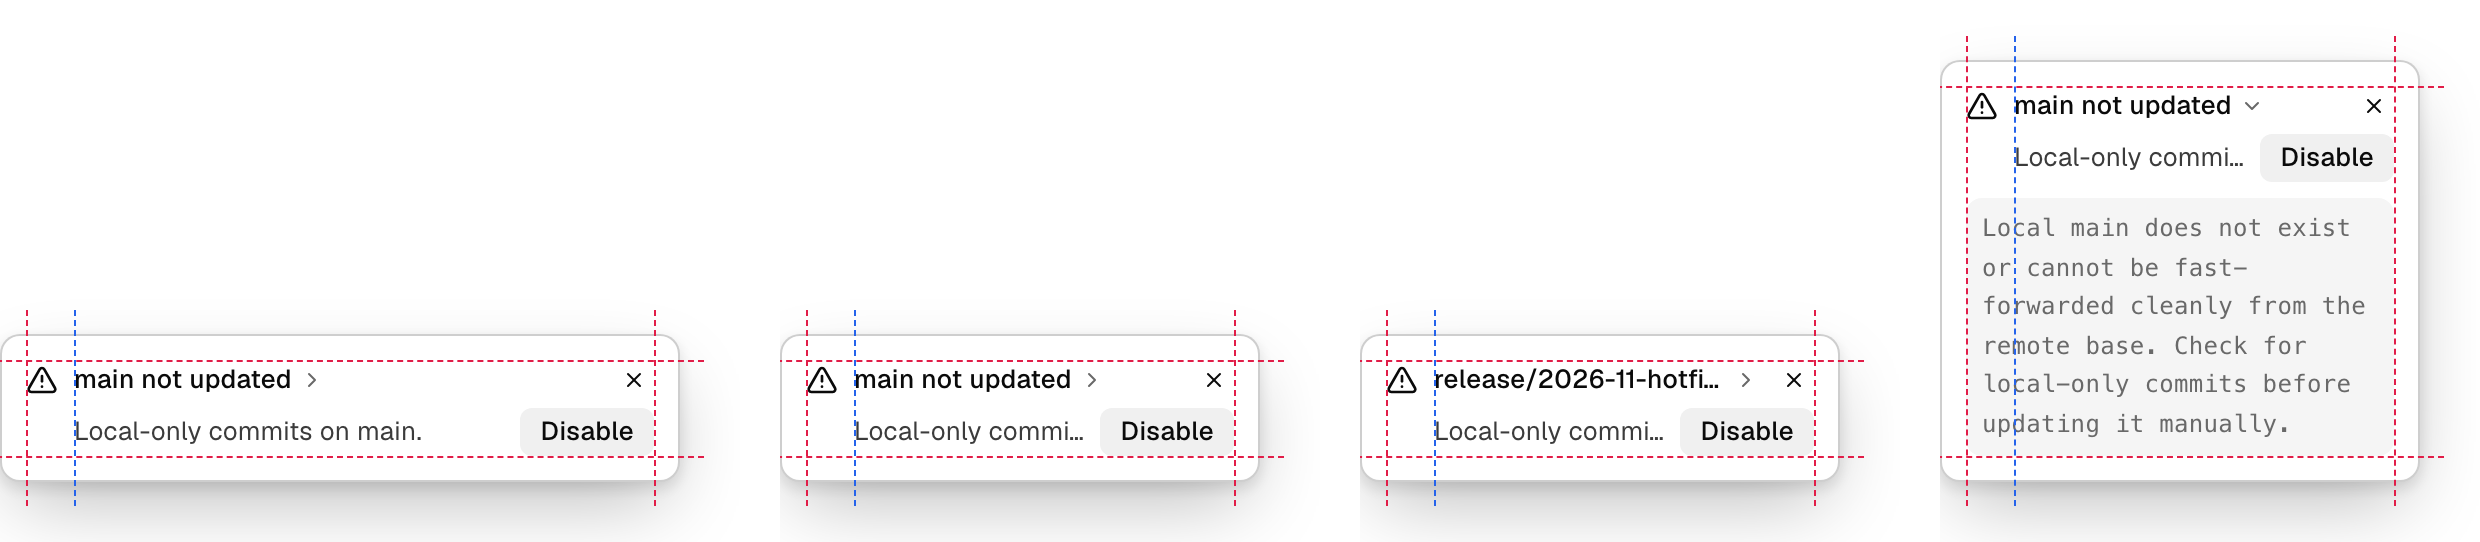 main not updated
Local-only commits on main.
Disable
main not updated
Local-only commi…
Disable
release/2026-11-hotfi…
Local-only commi…
Disable
main not updated
Local-only commi…
Disable
Local main does not exist
or cannot be fast-
forwarded cleanly from the
remote base. Check for
local-only commits before
updating it manually.